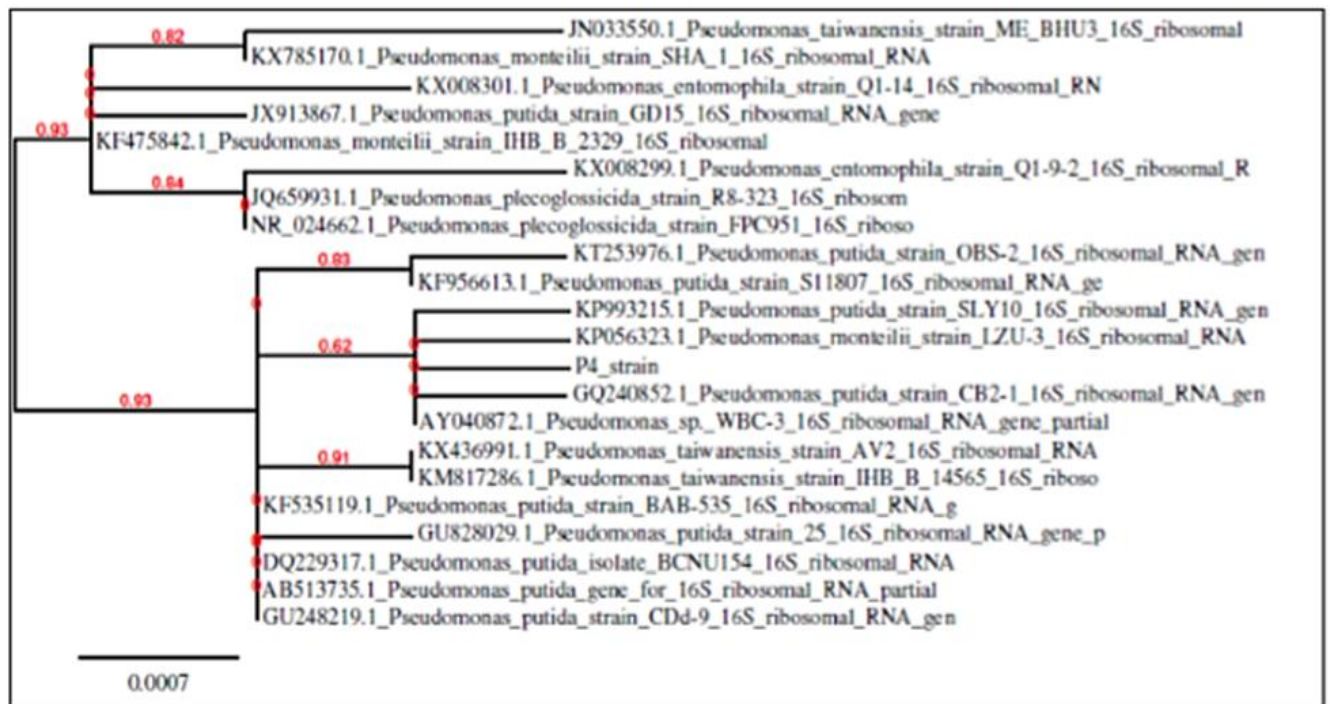 0.82
JN033550.1_Pseudomonas_taiwanensis_strain_ME_BHU3_16S_ribosomal
KX785170.1_Pseudomonas_monteilii_strain_SHA_1_16S_ribosomal_RNA
KX008301.1_Pseudomonas_entomophila_strain_Q1-14_16S_ribosomal_RN
JX913867.1_Pseudomonas_putida_strain_GD15_16S_ribosomal_RNA_gene
0.93
KF475842.1_Pseudomonas_monteilii_strain_IHB_B_2329_16S_ribosomal
KX008299.1_Pseudomonas_entomophila_strain_Q1-9-2_16S_ribosomal_R
0.84
JQ659931.1_Pseudomonas_plecoglossicida_strain_R8-323_16S_ribosom
NR_024662.1_Pseudomonas_plecoglossicida_strain_FPC951_16S_riboso
KT253976.1_Pseudomonas_putida_strain_OBS-2_16S_ribosomal_RNA_gen
0.83
KF956613.1_Pseudomonas_putida_strain_S11807_16S_ribosomal_RNA_ge
KP993215.1_Pseudomonas_putida_strain_SLY10_16S_ribosomal_RNA_gen
KP056323.1_Pseudomonas_monteilii_strain_LZU-3_16S_ribosomal_RNA
0.62
P4_strain
GQ240852.1_Pseudomonas_putida_strain_CB2-1_16S_ribosomal_RNA_gen
0.93
AY040872.1_Pseudomonas_sp._WBC-3_16S_ribosomal_RNA_gene_partial
KX436991.1_Pseudomonas_taiwanensis_strain_AV2_16S_ribosomal_RNA
0.91
KM817286.1_Pseudomonas_taiwanensis_strain_IHB_B_14565_16S_riboso
KF535119.1_Pseudomonas_putida_strain_BAB-535_16S_ribosomal_RNA_g
GU828029.1_Pseudomonas_putida_strain_25_16S_ribosomal_RNA_gene_p
DQ229317.1_Pseudomonas_putida_isolate_BCNU154_16S_ribosomal_RNA
AB513735.1_Pseudomonas_putida_gene_for_16S_ribosomal_RNA_partial
GU248219.1_Pseudomonas_putida_strain_CDd-9_16S_ribosomal_RNA_gen
0.0007